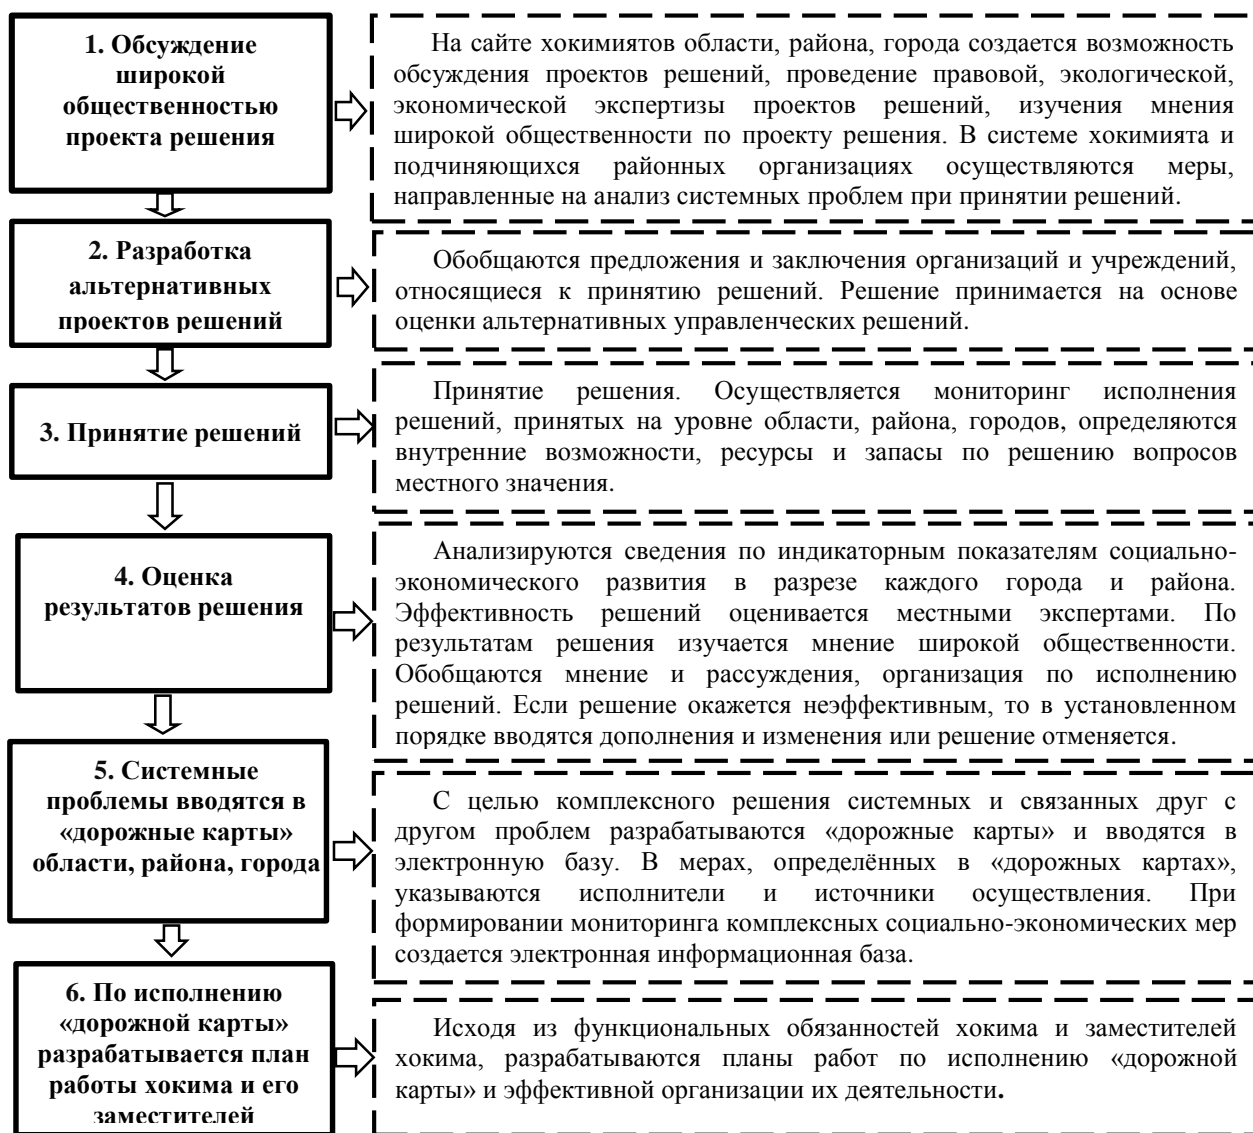 1. Обсуждение
широкой
общественностью
проекта решения
На сайте хокимиятов области, района, города создается возможность
обсуждения проектов решений, проведение правовой, экологической,
экономической экспертизы проектов решений, изучения мнения
широкой общественности по проекту решения. В системе хокимията и
подчиняющихся районных организациях осуществляются меры,
направленные на анализ системных проблем при принятии решений.
2. Разработка
альтернативных
проектов решений
Обобщаются предложения и заключения организаций и учреждений,
относящиеся к принятию решений. Решение принимается на основе
оценки альтернативных управленческих решений.
3. Принятие решений
Принятие решения. Осуществляется мониторинг исполнения
решений, принятых на уровне области, района, городов, определяются
внутренние возможности, ресурсы и запасы по решению вопросов
местного значения.
4. Оценка
результатов решения
Анализируются сведения по индикаторным показателям социально-
экономического развития в разрезе каждого города и района.
Эффективность решений оценивается местными экспертами. По
результатам решения изучается мнение широкой общественности.
Обобщаются мнение и рассуждения, организация по исполнению
решений. Если решение окажется неэффективным, то в установленном
порядке вводятся дополнения и изменения или решение отменяется.
5. Системные
проблемы вводятся в
«дорожные карты»
области, района, города
С целью комплексного решения системных и связанных друг с
другом проблем разрабатываются «дорожные карты» и вводятся в
электронную базу. В мерах, определённых в «дорожных картах»,
указываются исполнители и источники осуществления. При
формировании мониторинга комплексных социально-экономических мер
создается электронная информационная база.
6. По исполнению
«дорожной карты»
разрабатывается план
работы хокима и его
заместителей
Исходя из функциональных обязанностей хокима и заместителей
хокима, разрабатываются планы работ по исполнению «дорожной
карты» и эффективной организации их деятельности.